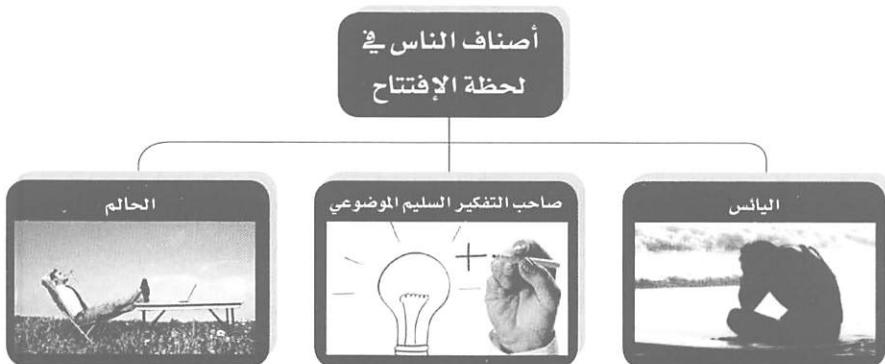 أصناف الناس في
لحظة الإفتتاح
اليائس
صاحب التفكير السليم الموضوعي
الحالم